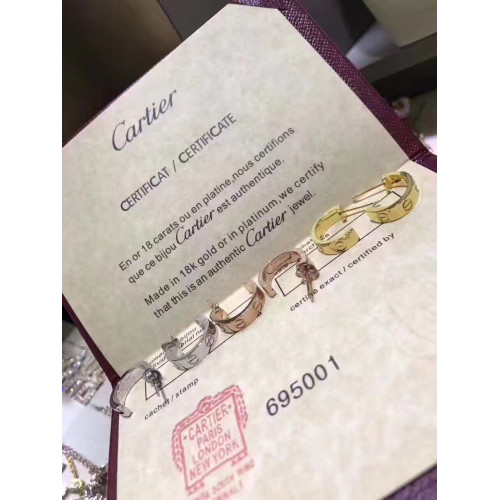 Cartier
CERTIFICAT / CERTIFICATE
En or 18 carats ou en platine, nous certifions
que ce bijou Cartier est authentique.
Made in 18k gold or in platinum, we certify
that this is an authentic Cartier jewel.
certifié exact / certified by
cachet / stamp
695001
CARTIER
PARIS
LONDON
NEW YORK